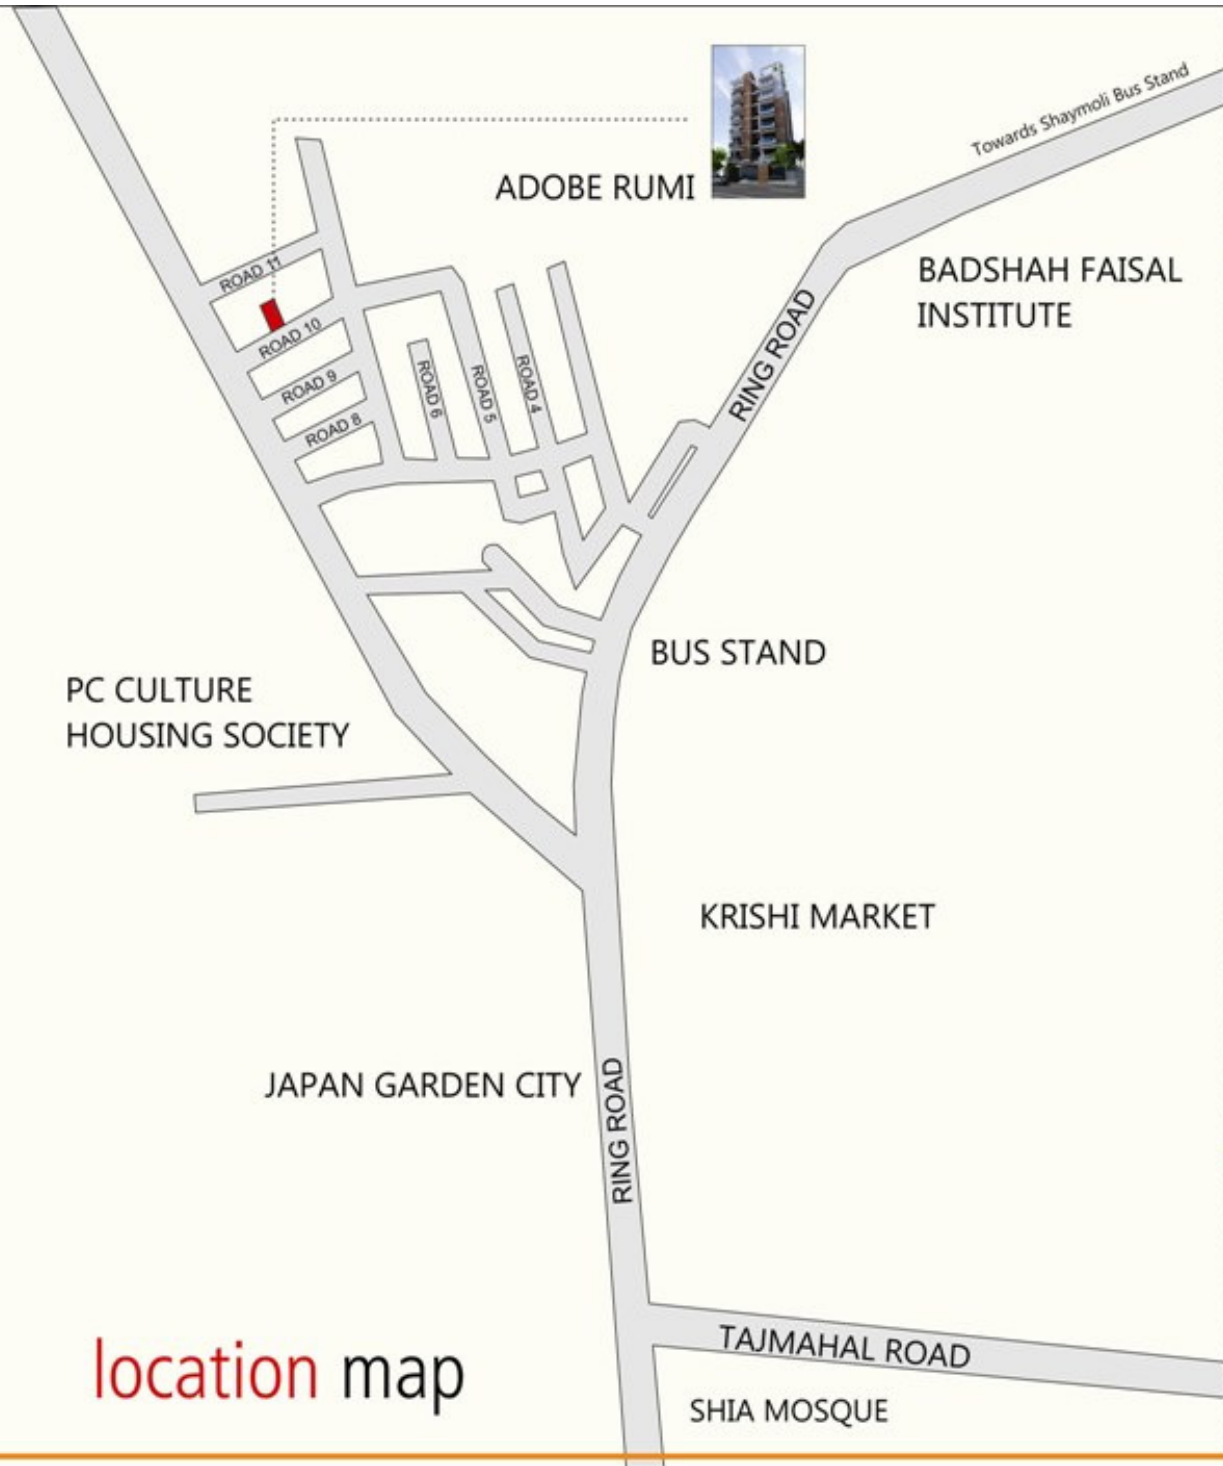 Towards Shaymoli Bus Stand
ADOBE RUMI
BADSHAH FAISAL
INSTITUTE
ROAD 11
ROAD 10
ROAD 9
ROAD 8
ROAD 6
ROAD 5
ROAD 4
RING ROAD
BUS STAND
PC CULTURE
HOUSING SOCIETY
KRISHI MARKET
JAPAN GARDEN CITY
RING ROAD
TAJMAHAL ROAD
location map
SHIA MOSQUE